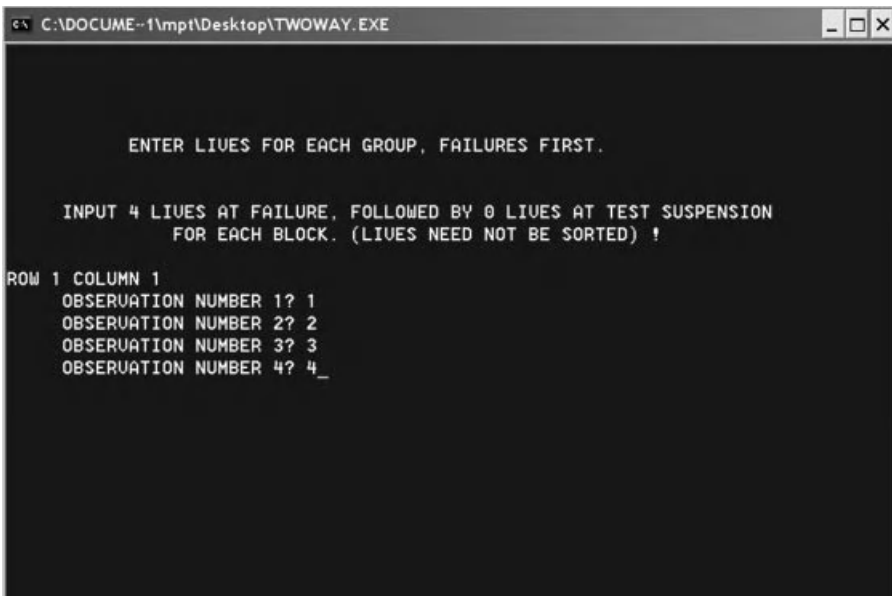 C:\DOCUME~1\mpt\Desktop\TWOWAY.EXE
ENTER LIVES FOR EACH GROUP, FAILURES FIRST.
INPUT 4 LIVES AT FAILURE, FOLLOWED BY 0 LIVES AT TEST SUSPENSION
FOR EACH BLOCK. (LIVES NEED NOT BE SORTED) !
ROW 1 COLUMN 1
OBSERVATION NUMBER 1? 1
OBSERVATION NUMBER 2? 2
OBSERVATION NUMBER 3? 3
OBSERVATION NUMBER 4? 4_